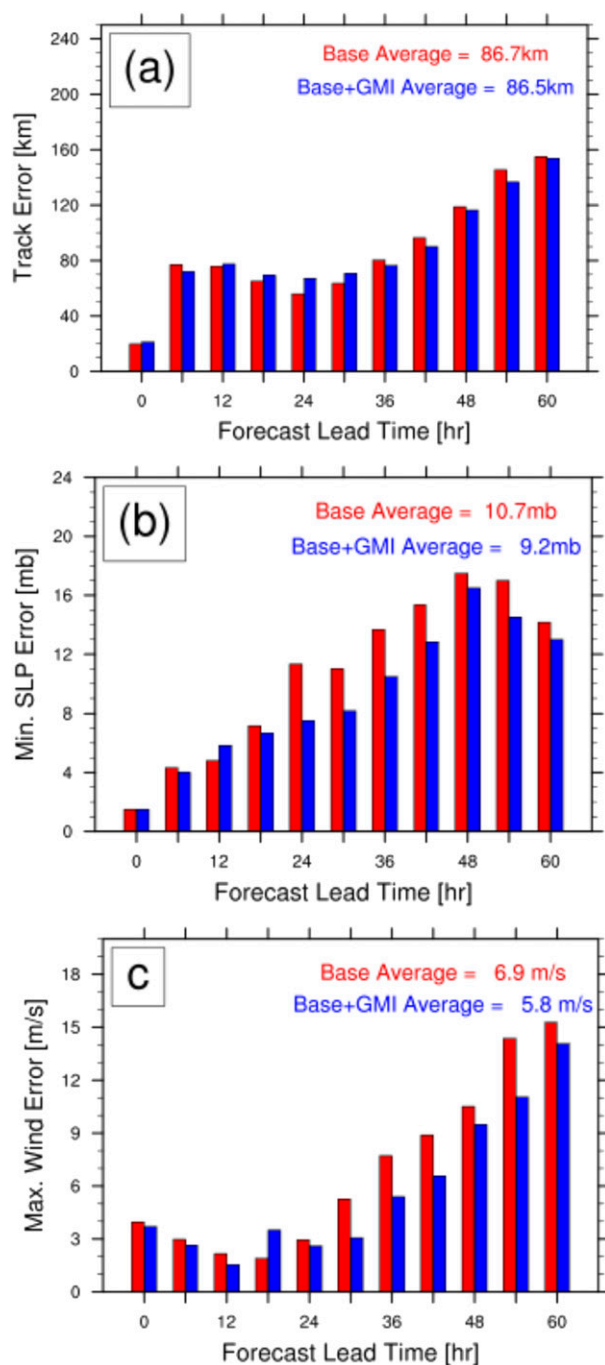 (a)
Base Average = 86.7km
Base+GMI Average = 86.5km
Track Error [km]
240
200
160
120
80
40
0
0 12 24 36 48 60
Forecast Lead Time [hr]
(b)
Base Average = 10.7mb
Base+GMI Average = 9.2mb
Min. SLP Error [mb]
24
20
16
12
8
4
0
0 12 24 36 48 60
Forecast Lead Time [hr]
c
Base Average = 6.9 m/s
Base+GMI Average = 5.8 m/s
Max. Wind Error [m/s]
18
15
12
9
6
3
0
0 12 24 36 48 60
Forecast Lead Time [hr]